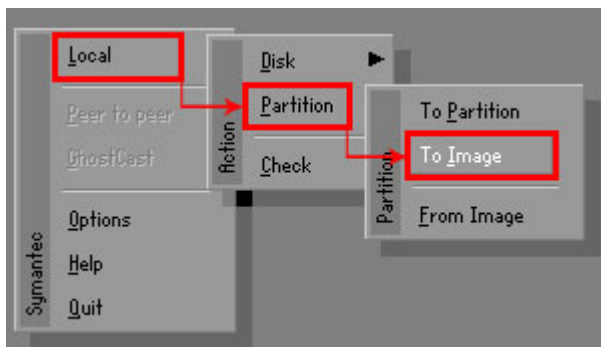 Local
Peer to peer
GhostCast
Options
Help
Quit
Symantec
Disk
Partition
Check
Action
To Partition
To Image
From Image
Partition